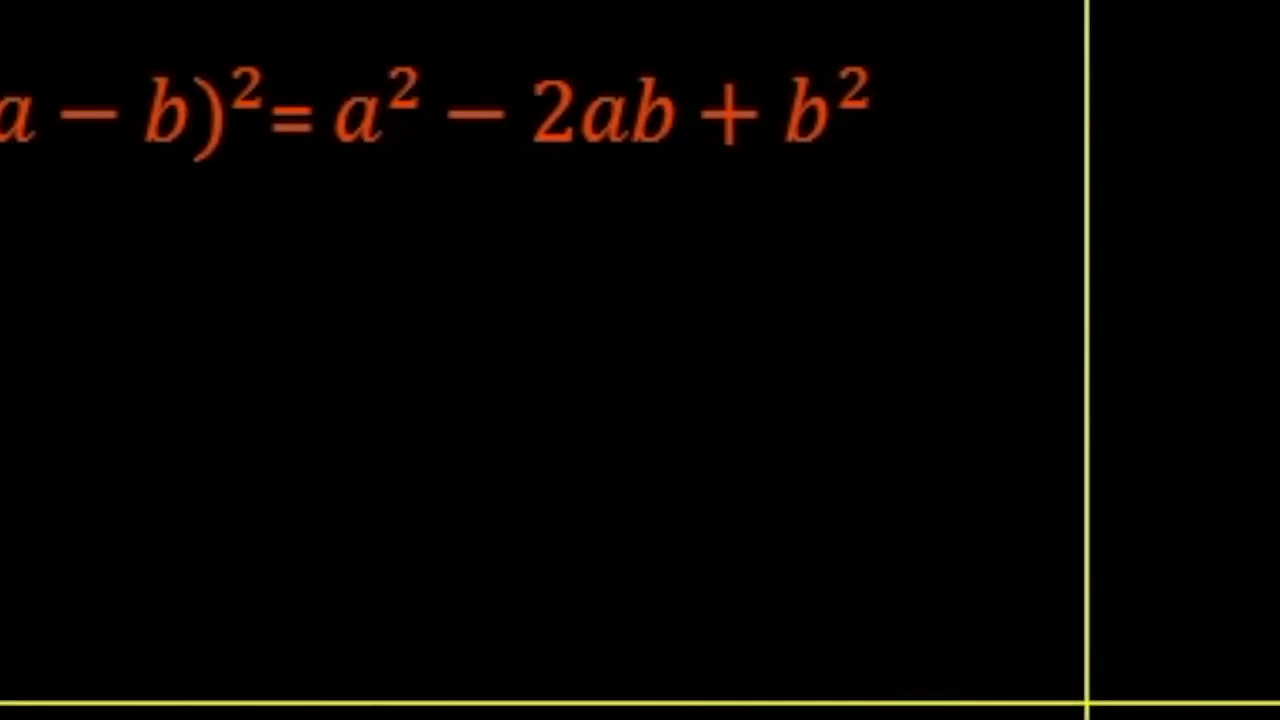 a − b)²= a² − 2ab + b²